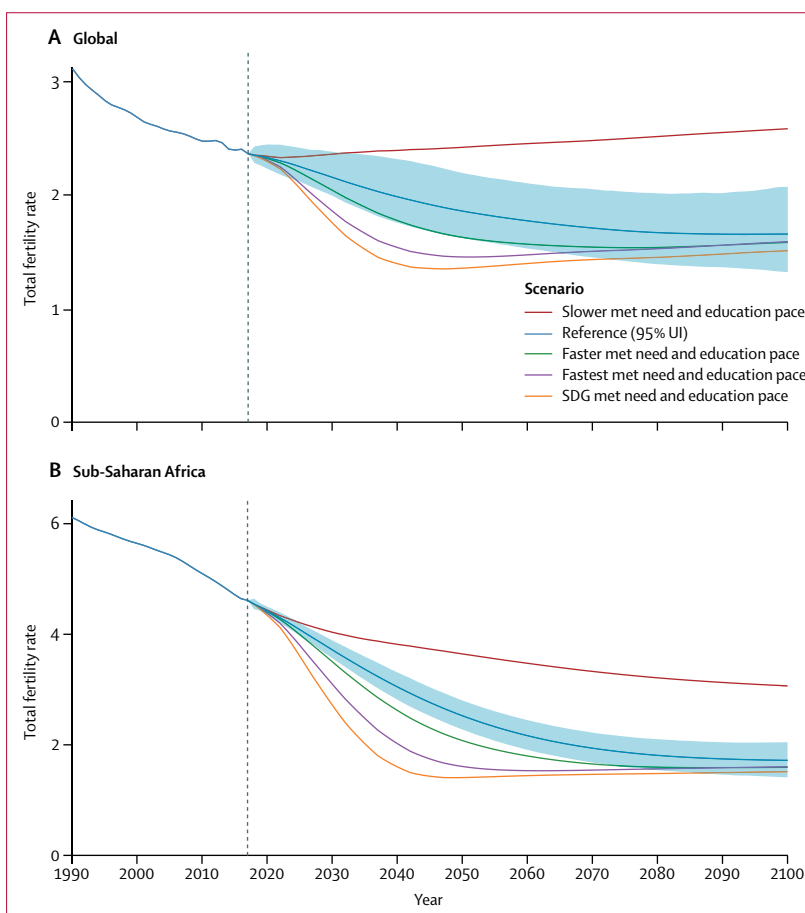 A Global
3
2
1
0
Total fertility rate
Scenario
Slower met need and education pace
Reference (95% UI)
Faster met need and education pace
Fastest met need and education pace
SDG met need and education pace
B Sub-Saharan Africa
6
4
2
0
Total fertility rate
1990 2000 2010 2020 2030 2040 2050 2060 2070 2080 2090 2100
Year